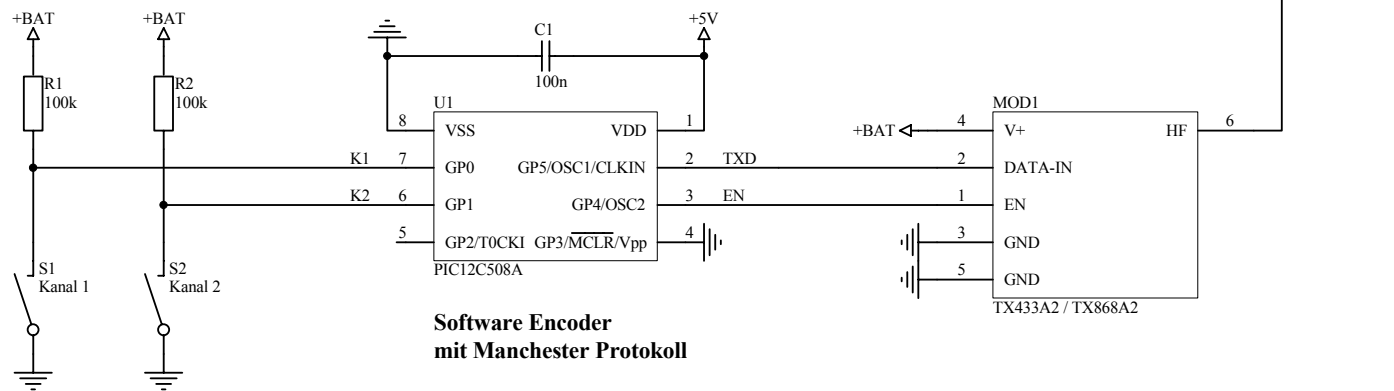 +BAT
+BAT
+5V
C1
100n
R1
100k
R2
100k
U1
8 VSS VDD 1
K1 7 GP0 GP5/OSC1/CLKIN 2 TXD
K2 6 GP1 GP4/OSC2 3 EN
5 GP2/T0CKI GP3/MCLR/Vpp 4
PIC12C508A
MOD1
+BAT 4 V+ HF 6
2 DATA-IN
1 EN
3 GND
5 GND
TX433A2 / TX868A2
S1
Kanal 1
S2
Kanal 2
Software Encoder
mit Manchester Protokoll